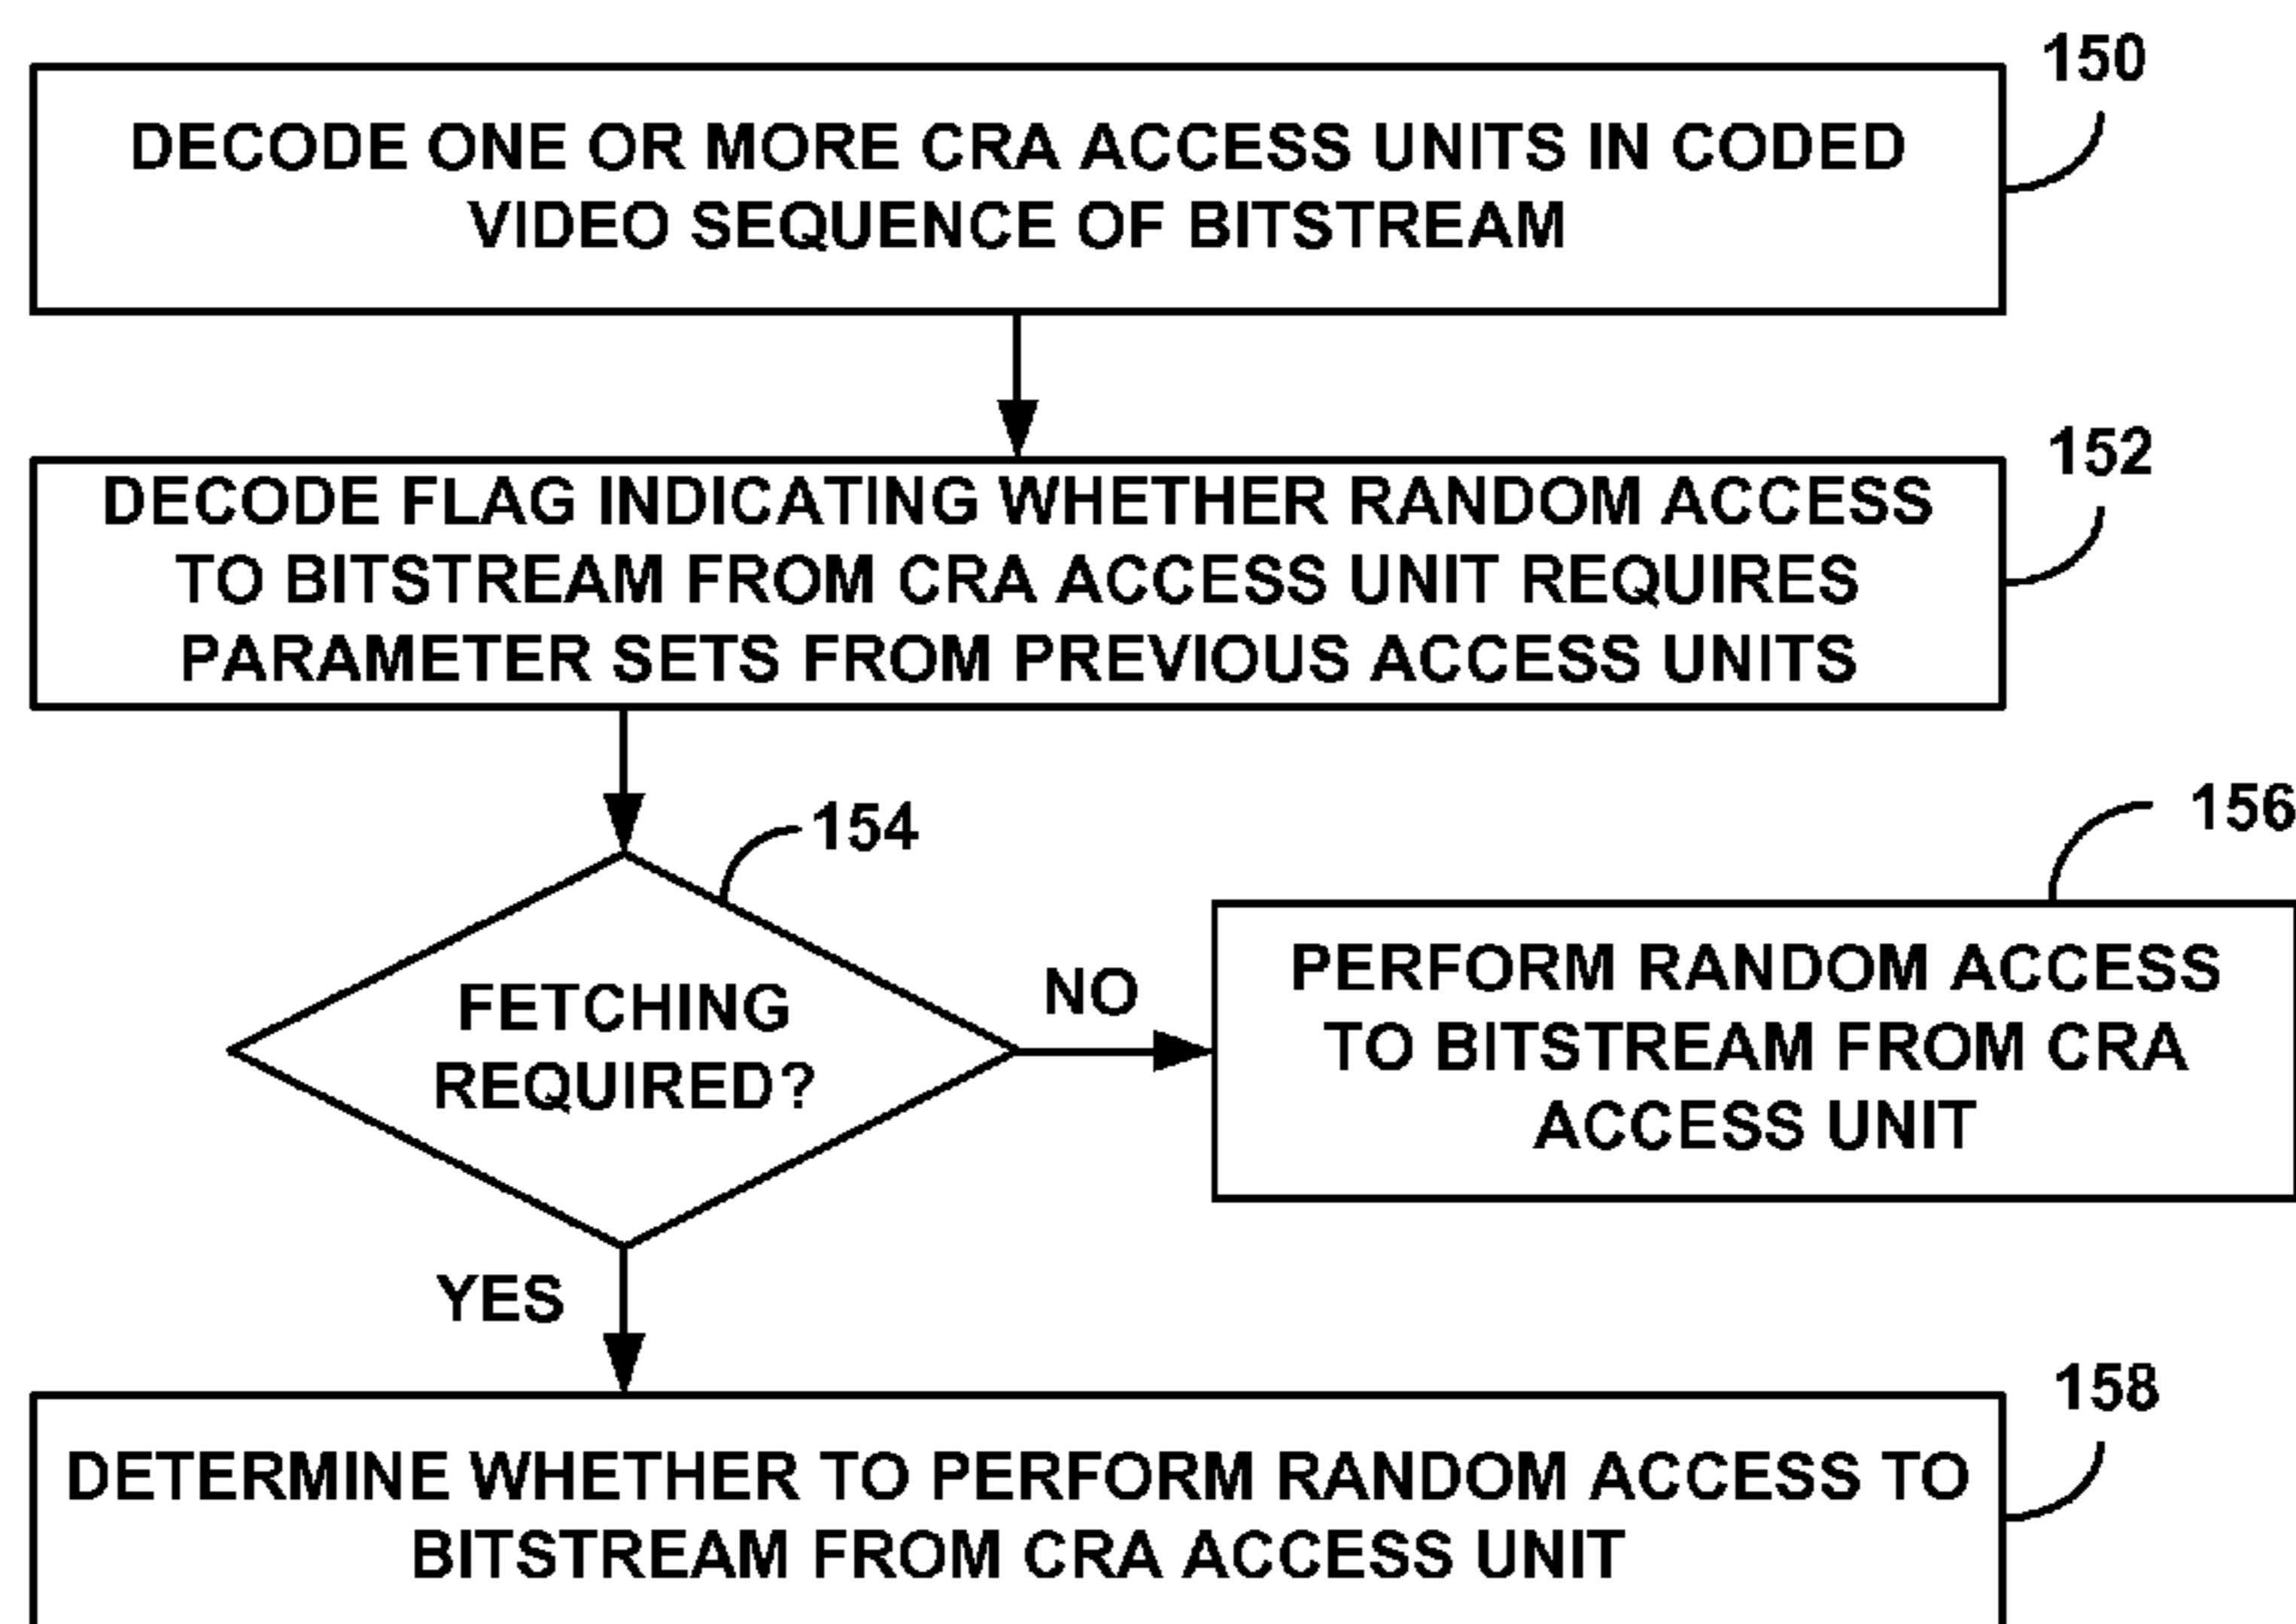 150
DECODE ONE OR MORE CRA ACCESS UNITS IN CODED
VIDEO SEQUENCE OF BITSTREAM
152
DECODE FLAG INDICATING WHETHER RANDOM ACCESS
TO BITSTREAM FROM CRA ACCESS UNIT REQUIRES
PARAMETER SETS FROM PREVIOUS ACCESS UNITS
154
FETCHING
REQUIRED?
NO
156
PERFORM RANDOM ACCESS
TO BITSTREAM FROM CRA
ACCESS UNIT
YES
158
DETERMINE WHETHER TO PERFORM RANDOM ACCESS TO
BITSTREAM FROM CRA ACCESS UNIT